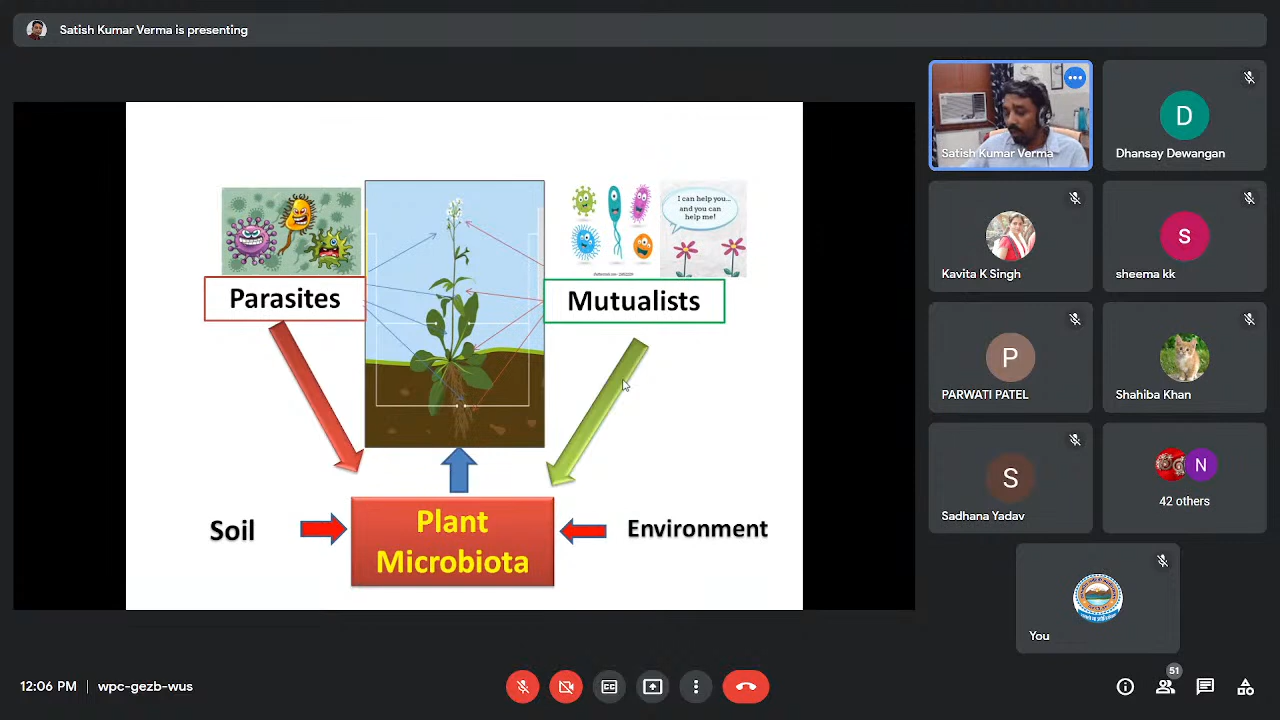 Satish Kumar Verma is presenting
I can help you...
and you can
help me!
Parasites
Mutualists
Soil
Plant
Microbiota
Environment
Satish Kumar Verma
D
Dhansay Dewangan
Kavita K Singh
s
sheema kk
P
PARWATI PATEL
Shahiba Khan
S
Sadhana Yadav
N
42 others
You
12:06 PM | wpc-gezb-wus
CC
51